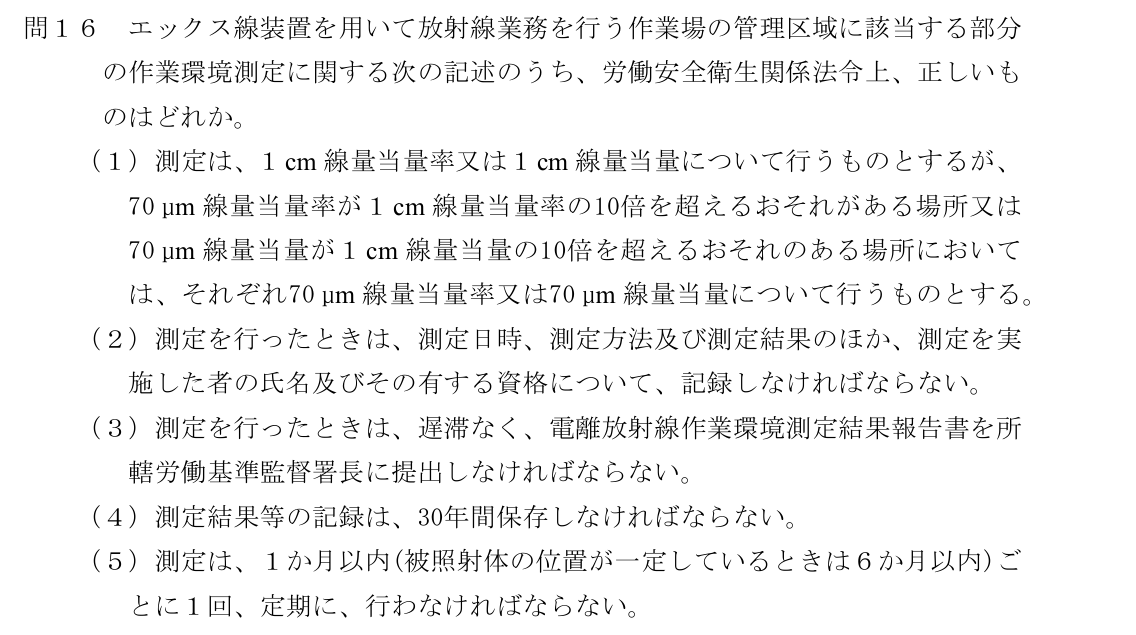 問１６　エックス線装置を用いて放射線業務を行う作業場の管理区域に該当する部分
の作業環境測定に関する次の記述のうち、労働安全衛生関係法令上、正しいも
のはどれか。
（１）測定は、１cm 線量当量率又は１cm 線量当量について行うものとするが、
70 µm 線量当量率が１cm 線量当量率の10倍を超えるおそれがある場所又は
70 µm 線量当量が１cm 線量当量の10倍を超えるおそれのある場所において
は、それぞれ70 µm 線量当量率又は70 µm 線量当量について行うものとする。
（２）測定を行ったときは、測定日時、測定方法及び測定結果のほか、測定を実
施した者の氏名及びその有する資格について、記録しなければならない。
（３）測定を行ったときは、遅滞なく、電離放射線作業環境測定結果報告書を所
轄労働基準監督署長に提出しなければならない。
（４）測定結果等の記録は、30年間保存しなければならない。
（５）測定は、１か月以内(被照射体の位置が一定しているときは６か月以内)ご
とに１回、定期に、行わなければならない。